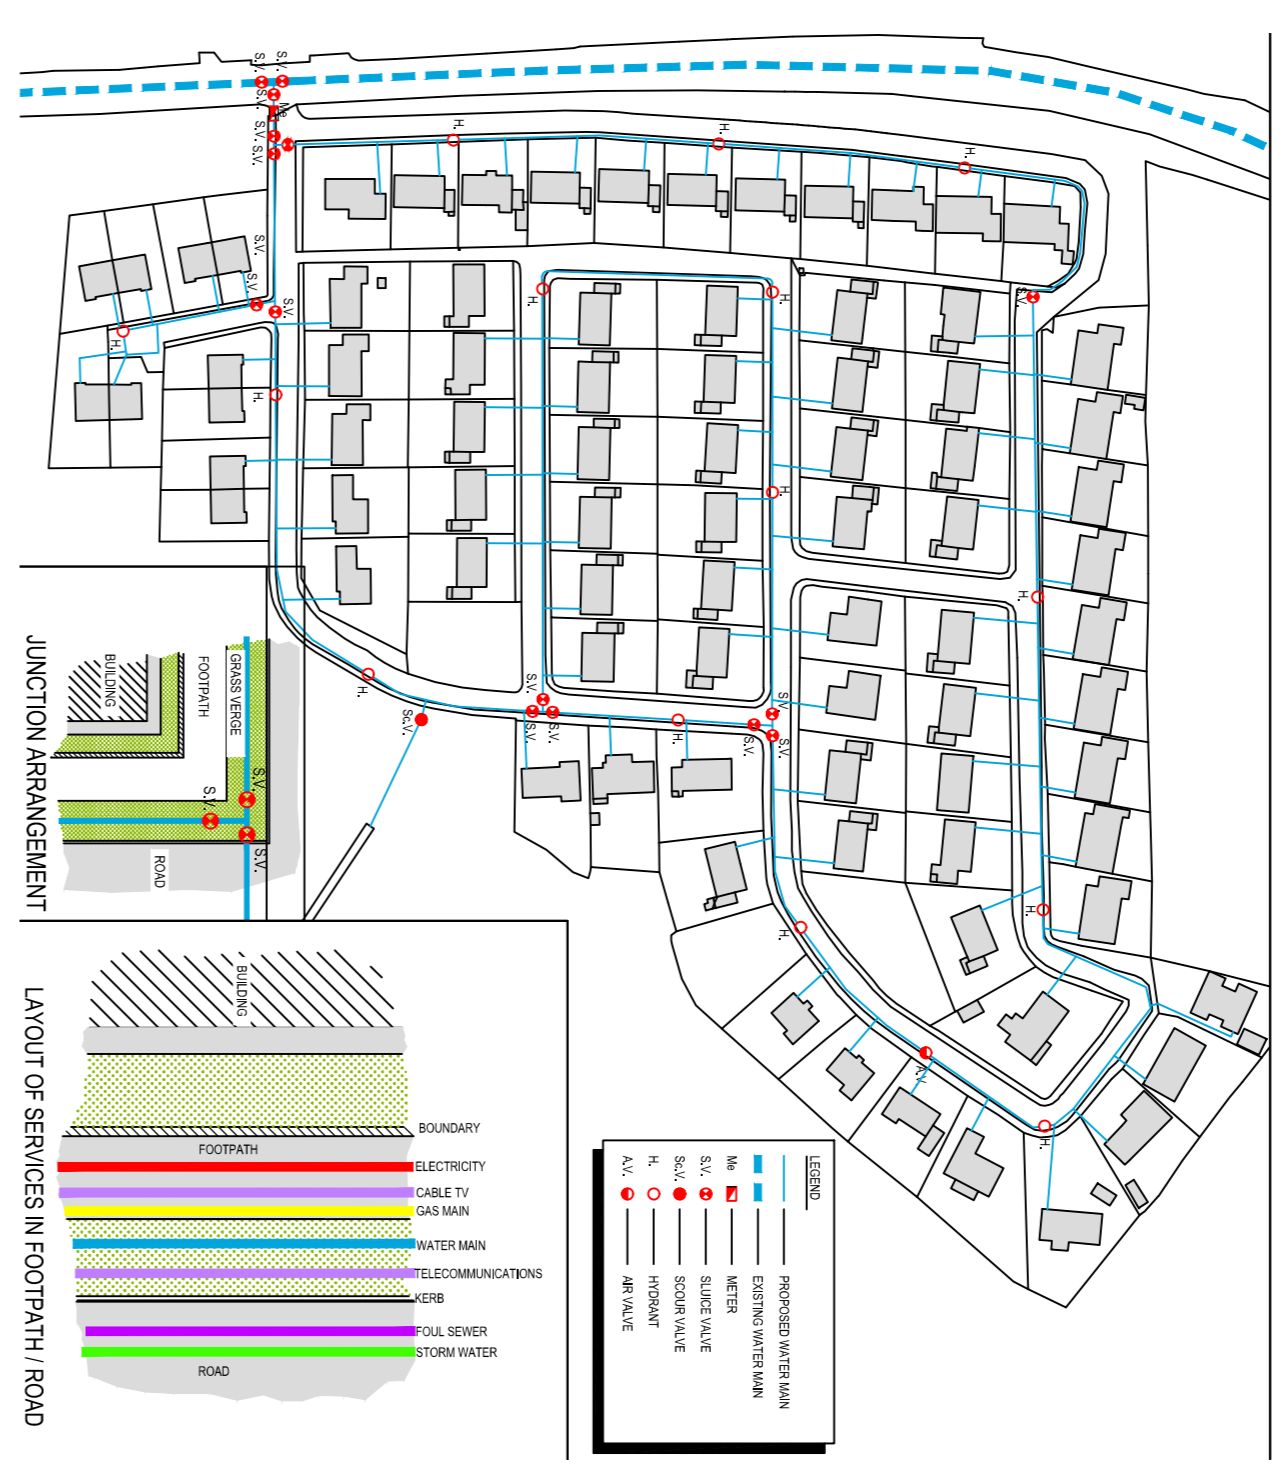 S.V.
S.V.
S.V.
Me
S.V.
S.V.
H.
H.
H.
S.V.
S.V.
S.V.
S.V.
H.
H.
H.
H.
H.
H.
H.
Sc.V.
S.V.
S.V.
H.
S.V.
S.V.
S.V.
H.
H.
A.V.
H.
JUNCTION ARRANGEMENT
BUILDING
FOOTPATH
GRASS VERGE
S.V.
S.V.
S.V.
ROAD
LAYOUT OF SERVICES IN FOOTPATH / ROAD
BUILDING
BOUNDARY
FOOTPATH
ELECTRICITY
CABLE TV
GAS MAIN
WATER MAIN
TELECOMMUNICATIONS
KERB
FOUL SEWER
STORM WATER
ROAD
LEGEND
PROPOSED WATER MAIN
EXISTING WATER MAIN
Me METER
S.V. SLUICE VALVE
Sc.V. SCOUR VALVE
H. HYDRANT
A.V. AIR VALVE